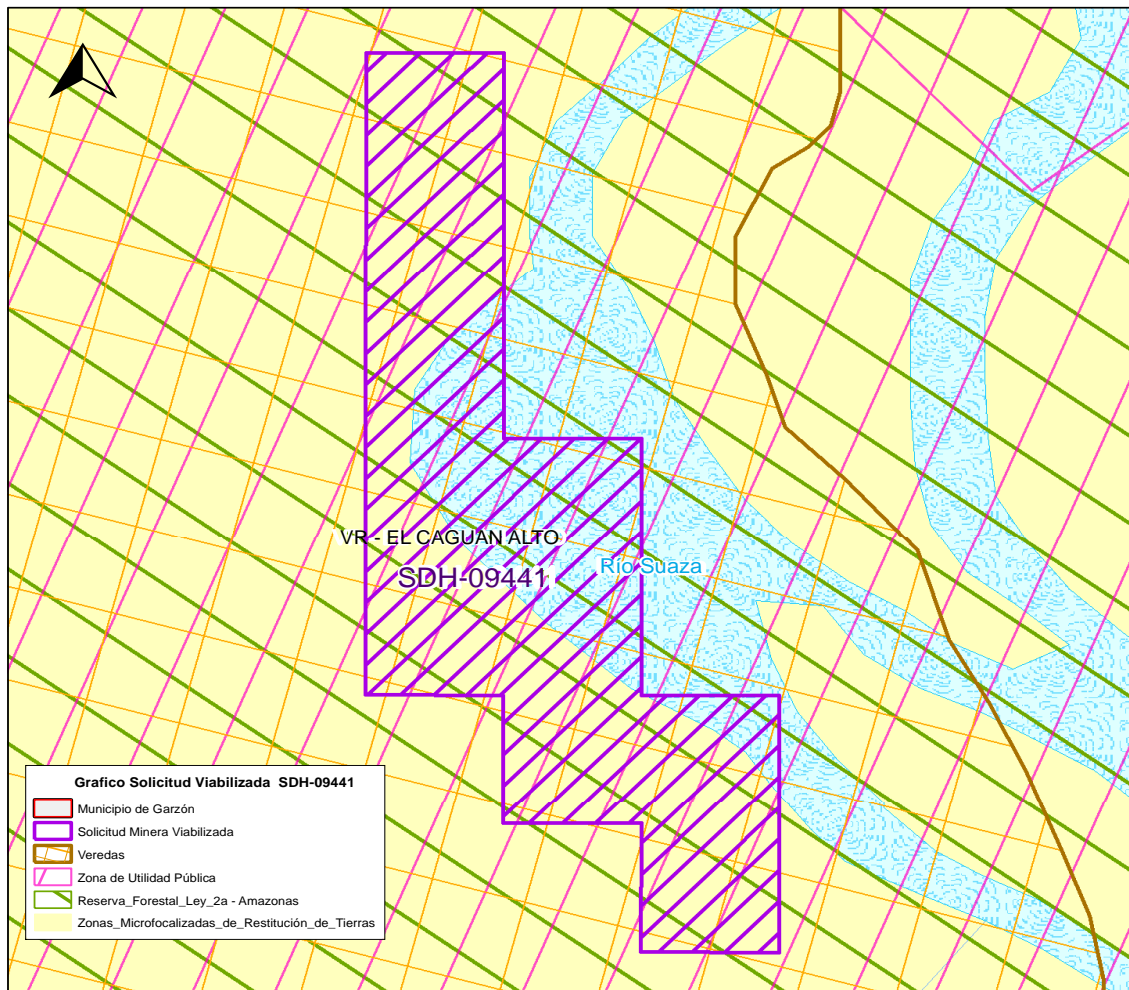 VR - EL CAGUAN ALTO
SDH-09441
Río Suaza
Grafico Solicitud Viabilizada SDH-09441
Municipio de Garzón
Solicitud Minera Viabilizada
Veredas
Zona de Utilidad Pública
Reserva_Forestal_Ley_2a - Amazonas
Zonas_Microfocalizadas_de_Restitución_de_Tierras